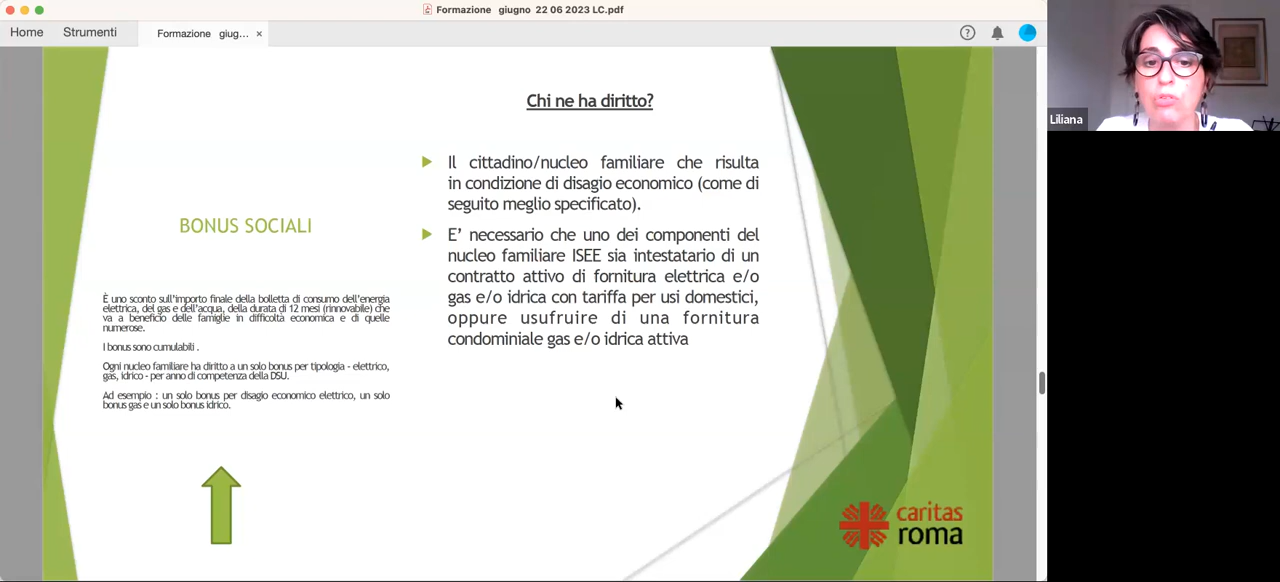 Formazione giugno 22 06 2023 LC.pdf
Home Strumenti Formazione giug... ×
Liliana
Chi ne ha diritto?
Il cittadino/nucleo familiare che risulta
in condizione di disagio economico (come di
seguito meglio specificato).
E' necessario che uno dei componenti del
nucleo familiare ISEE sia intestatario di un
contratto attivo di fornitura elettrica e/o
gas e/o idrica con tariffa per usi domestici,
oppure usufruire di una fornitura
condominiale gas e/o idrica attiva
BONUS SOCIALI
È uno sconto sull'importo finale della bolletta di consumo dell'energia
elettrica, del gas e dell'acqua, della durata di 12 mesi (rinnovabile) che
va a beneficio delle famiglie in difficoltà economica e di quelle
numerose.
I bonus sono cumulabili .
Ogni nucleo familiare ha diritto a un solo bonus per tipologia - elettrico,
gas, idrico - per anno di competenza della DSU.
Ad esempio : un solo bonus per disagio economico elettrico, un solo
bonus gas e un solo bonus idrico.
caritas
roma